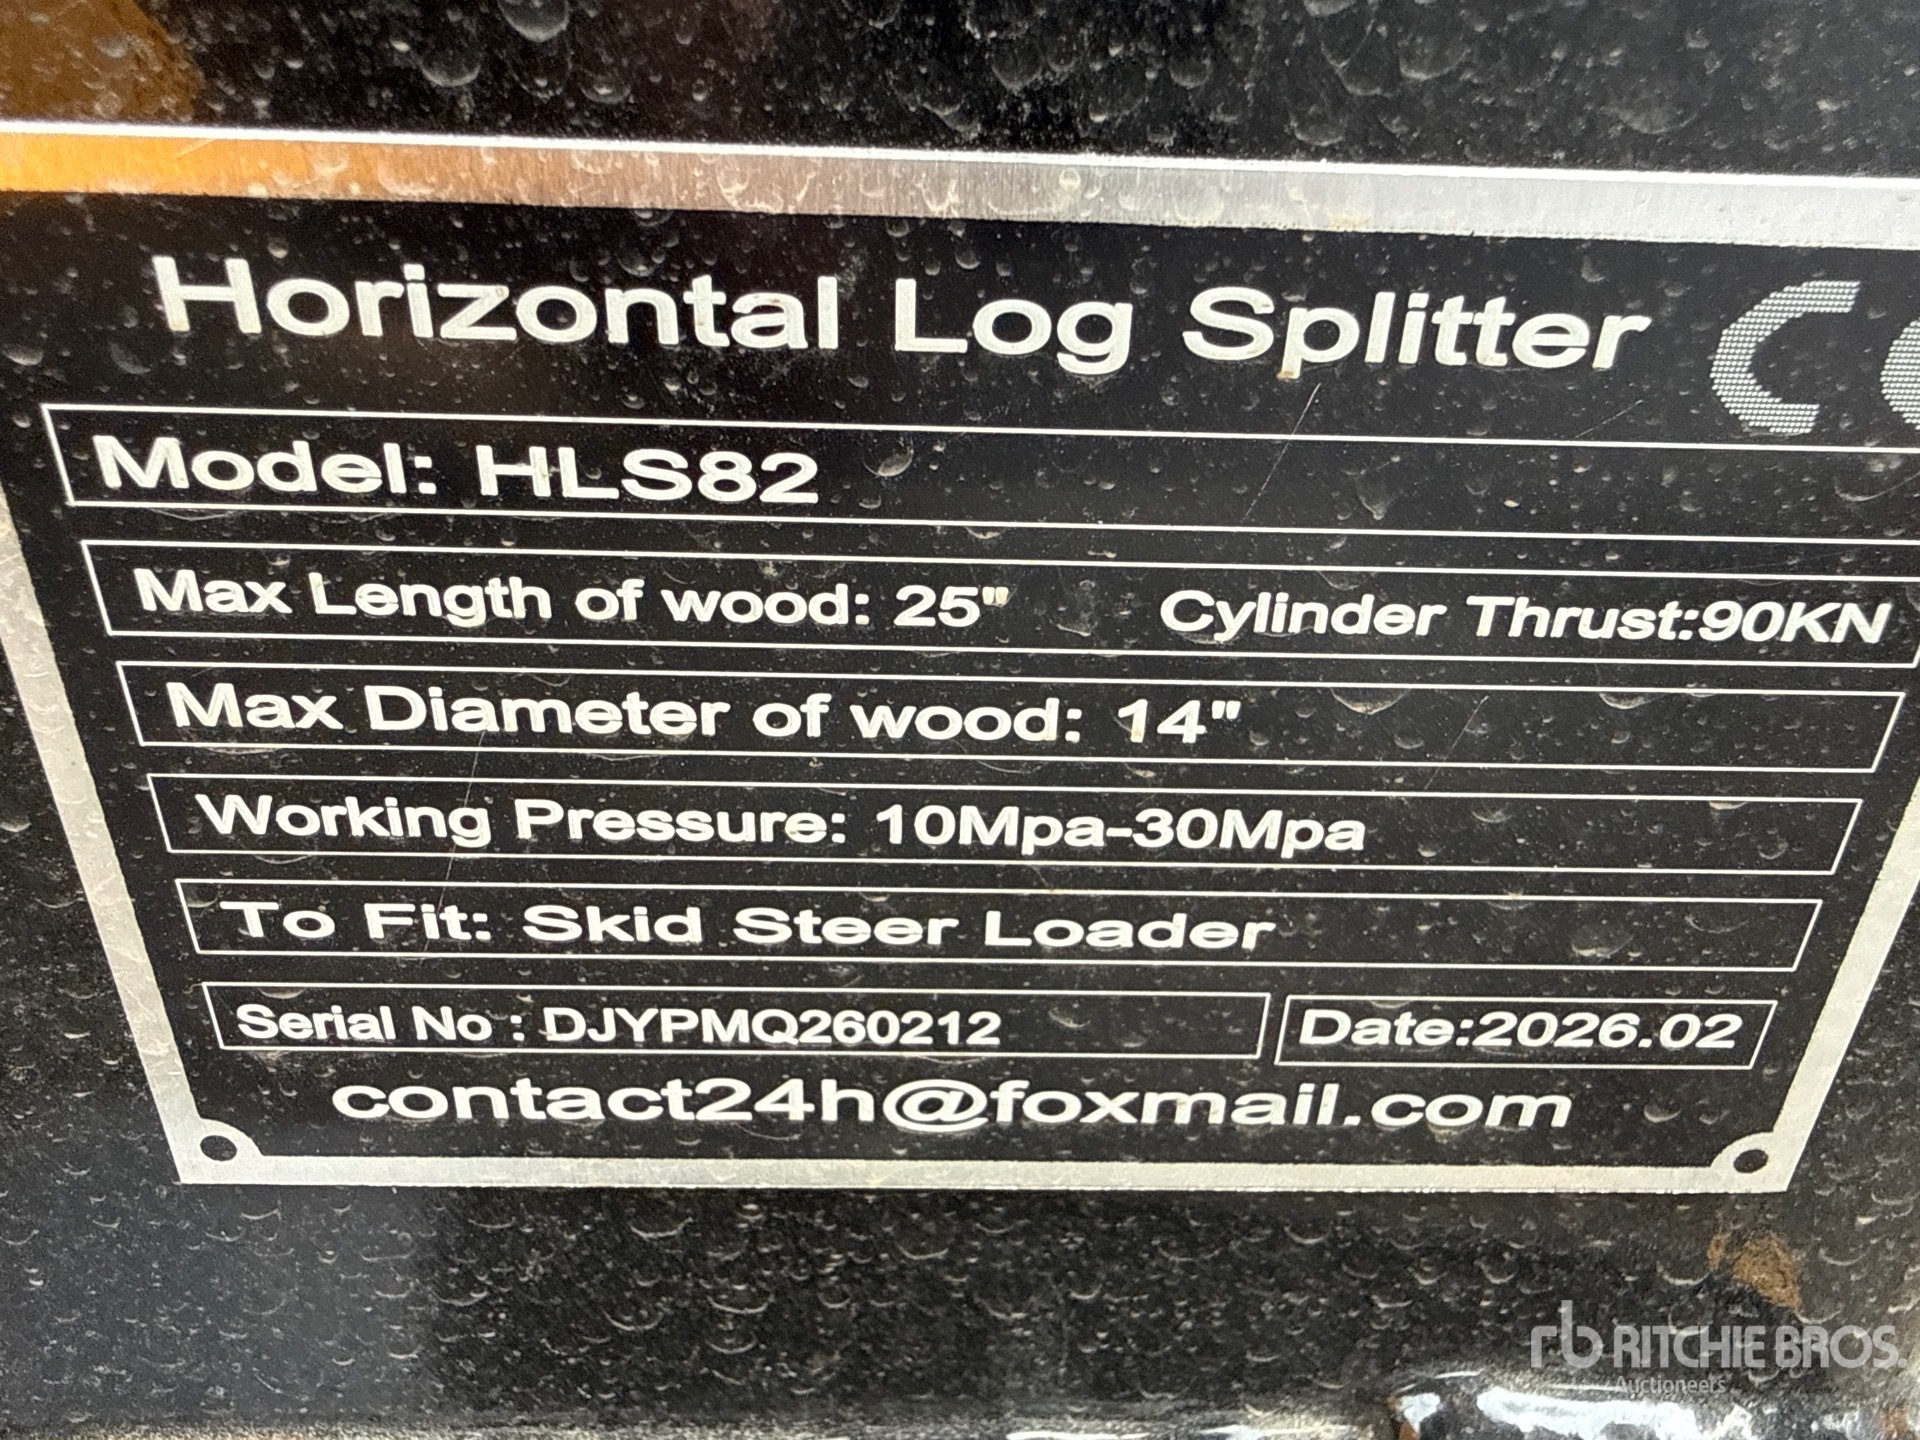 Horizontal Log Splitter CE
Model: HLS82
Max Length of wood: 25" Cylinder Thrust:90KN
Max Diameter of wood: 14"
Working Pressure: 10Mpa-30Mpa
To Fit: Skid Steer Loader
Serial No : DJYPMQ260212 Date:2026.02
contact24h@foxmail.com
rb RITCHIE BROS.
Auctioneers